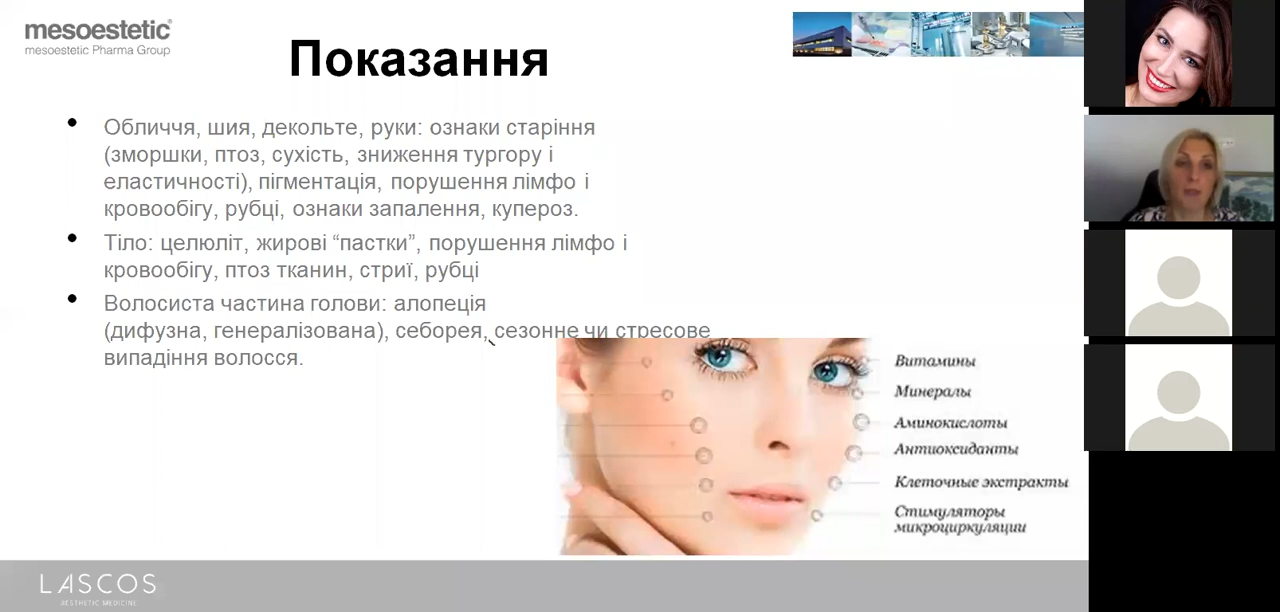 mesoestetic®
mesoestetic Pharma Group
Показання
• Обличчя, шия, декольте, руки: ознаки старіння
(зморшки, птоз, сухість, зниження тургору і
еластичності), пігментація, порушення лімфо і
кровообігу, рубці, ознаки запалення, купероз.
• Тіло: целюліт, жирові “пастки”, порушення лімфо і
кровообігу, птоз тканин, стриї, рубці
• Волосиста частина голови: алопеція
(дифузна, генералізована), себорея, сезонне чи стресове
випадіння волосся.
Витамины
Минералы
Аминокислоты
Антиоксиданты
Клеточные экстракты
Стимуляторы
микроциркуляции
LASCOS
AESTHETIC MEDICINE